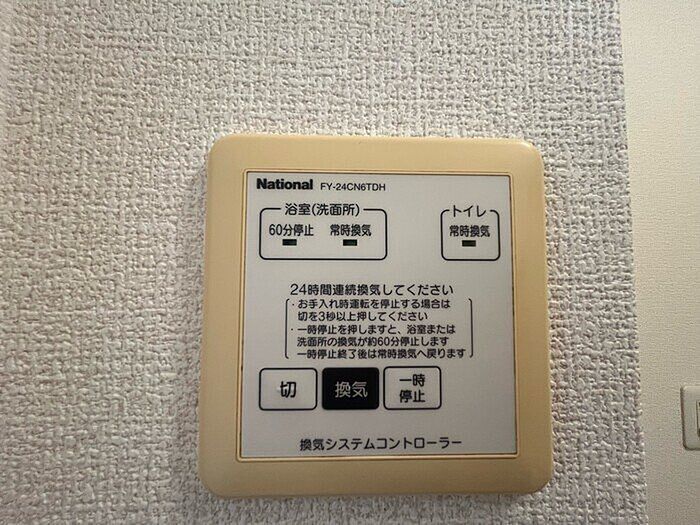 National FY-24CN6TDH
浴室(洗面所)
60分停止 常時換気
トイレ
常時換気
24時間連続換気してください
・お手入れ時運転を停止する場合は
切を3秒以上押してください
・一時停止を押しますと、浴室または
洗面所の換気が約60分停止します
一時停止終了後は常時換気へ戻ります
切
換気
一時
停止
換気システムコントローラー